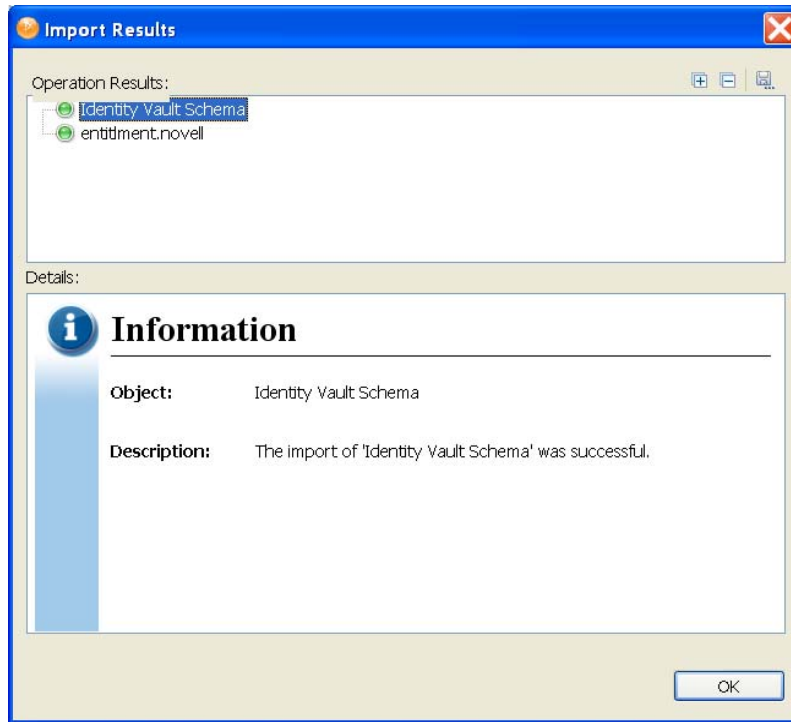 Import Results
Operation Results:
Identity Vault Schema
entitlment.novell
Details:
Information
Object: Identity Vault Schema
Description: The import of 'Identity Vault Schema' was successful.
OK